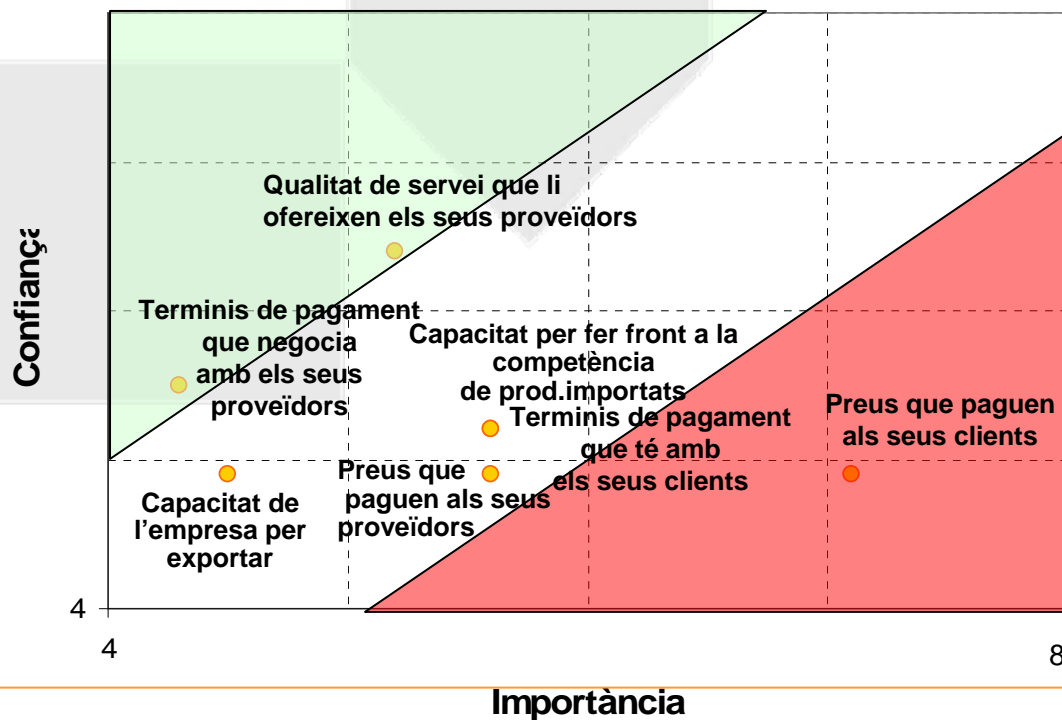 Confiança
Qualitat de servei que li
ofereixen els seus proveïdors
Terminis de pagament
que negocia
amb els seus
proveïdors
Capacitat per fer front a la
competència
de prod.importats
Terminis de pagament
que té amb
els seus clients
Preus que paguen
als seus clients
Preus que
paguen als seus
proveïdors
Capacitat de
l’empresa per
exportar
4
4
8
Importància